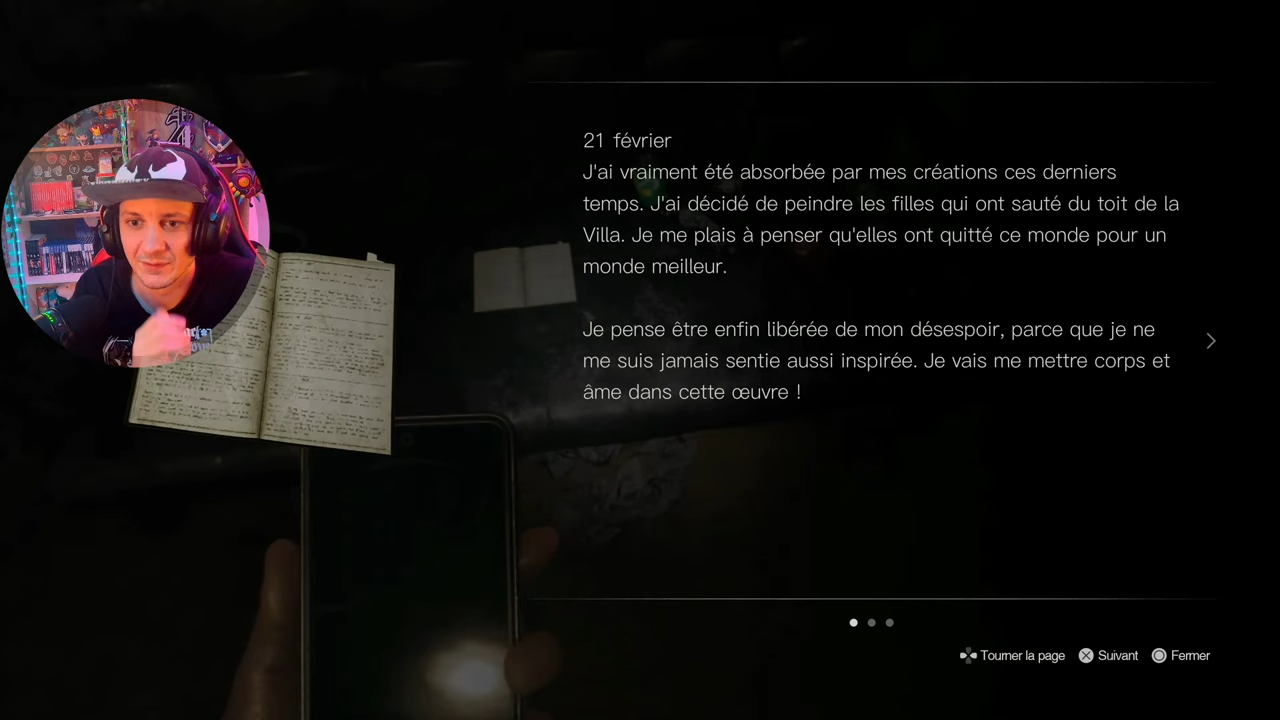 21 février
J'ai vraiment été absorbée par mes créations ces derniers
temps. J'ai décidé de peindre les filles qui ont sauté du toit de la
Villa. Je me plais à penser qu'elles ont quitté ce monde pour un
monde meilleur.
Je pense être enfin libérée de mon désespoir, parce que je ne
me suis jamais sentie aussi inspirée. Je vais me mettre corps et
âme dans cette œuvre !
Tourner la page
Suivant
Fermer